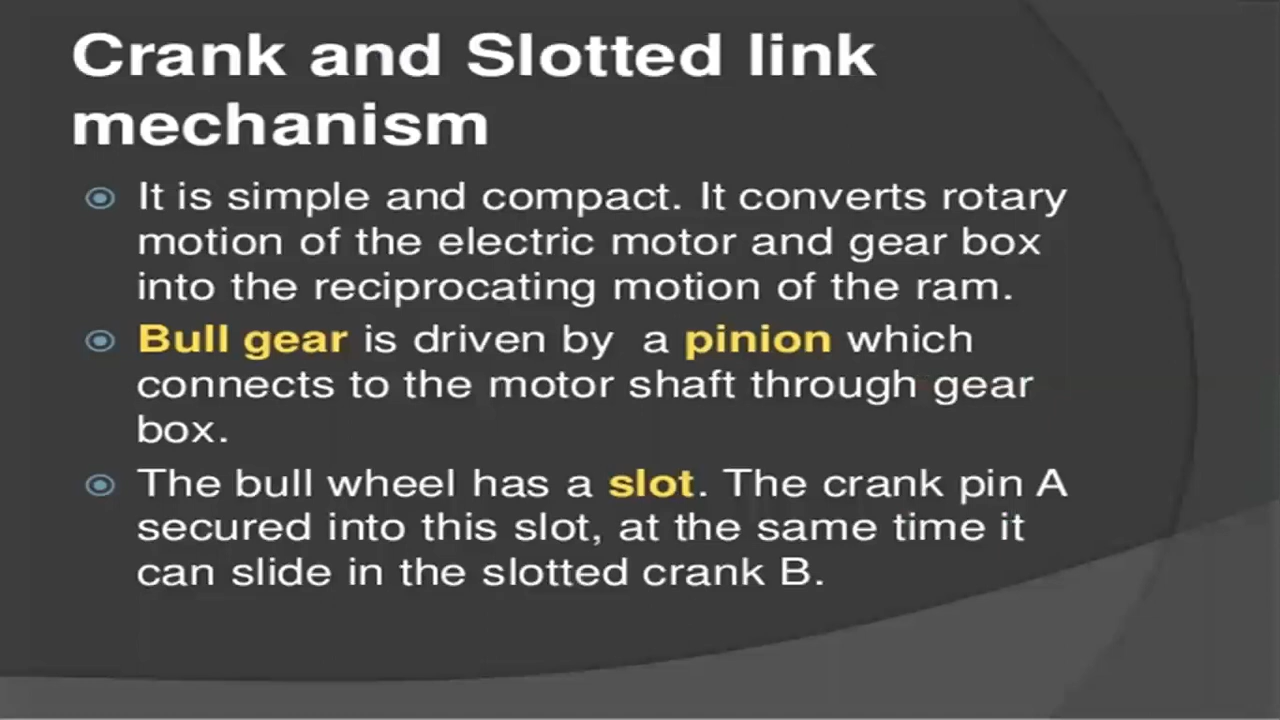 Crank and Slotted link
mechanism
It is simple and compact. It converts rotary
motion of the electric motor and gear box
into the reciprocating motion of the ram.
Bull gear is driven by a pinion which
connects to the motor shaft through gear
box.
The bull wheel has a slot. The crank pin A
secured into this slot, at the same time it
can slide in the slotted crank B.